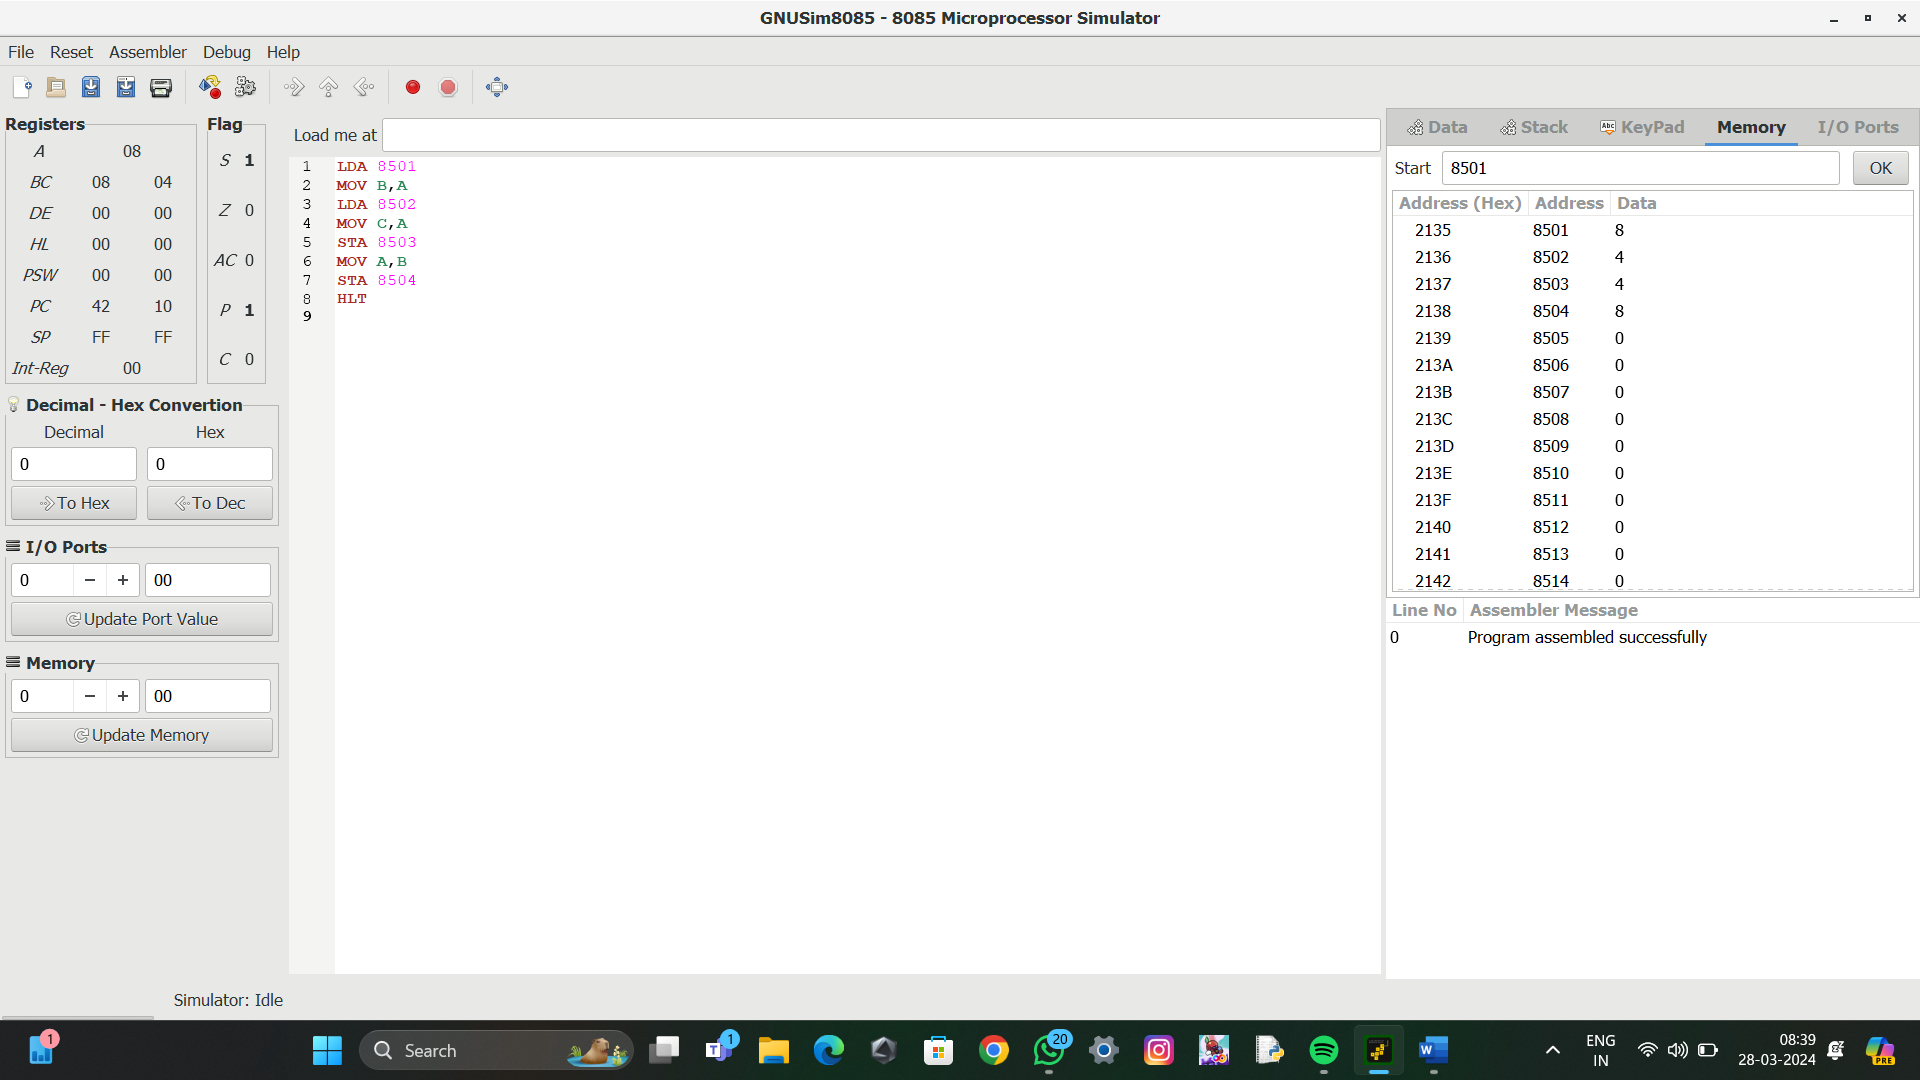 GNUSim8085 - 8085 Microprocessor Simulator
File Reset Assembler Debug Help
Registers
A 08
BC 08 04
DE 00 00
HL 00 00
PSW 00 00
PC 42 10
SP FF FF
Int-Reg 00
Flag
S 1
Z 0
AC 0
P 1
C 0
Decimal - Hex Convertion
Decimal Hex
0 0
To Hex To Dec
I/O Ports
0 − + 00
Update Port Value
Memory
0 − + 00
Update Memory
Load me at
1 LDA 8501
2 MOV B,A
3 LDA 8502
4 MOV C,A
5 STA 8503
6 MOV A,B
7 STA 8504
8 HLT
9
Data Stack Abc KeyPad Memory I/O Ports
Start 8501 OK
Address (Hex) Address Data
2135 8501 8
2136 8502 4
2137 8503 4
2138 8504 8
2139 8505 0
213A 8506 0
213B 8507 0
213C 8508 0
213D 8509 0
213E 8510 0
213F 8511 0
2140 8512 0
2141 8513 0
2142 8514 0
Line No Assembler Message
0 Program assembled successfully
Simulator: Idle
1 Search 1 20 ENG 08:39
IN 28-03-2024 PRE